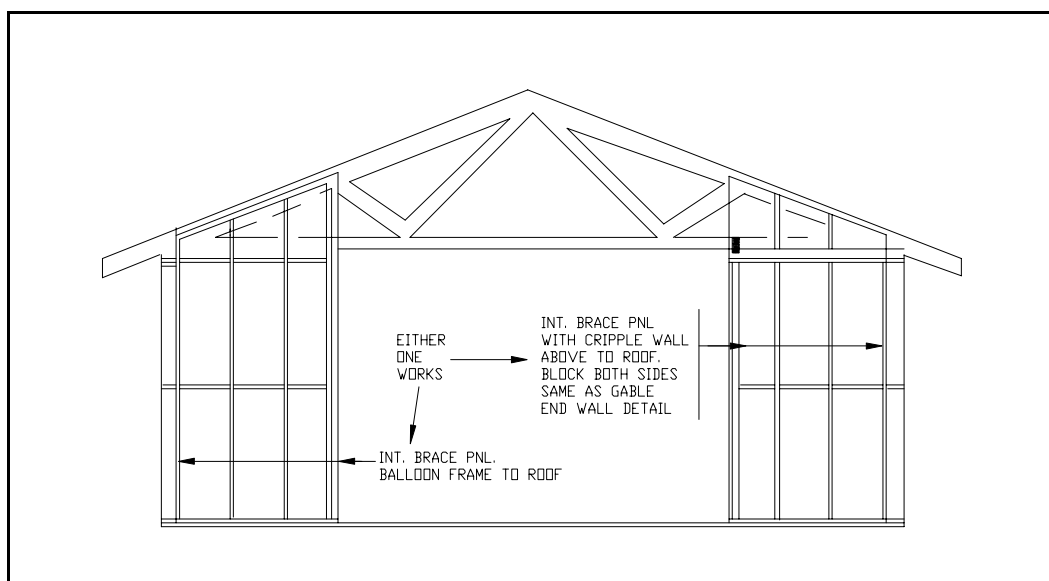 EITHER
ONE
WORKS
INT. BRACE PNL
WITH CRIPPLE WALL
ABOVE TO ROOF.
BLOCK BOTH SIDES
SAME AS GABLE
END WALL DETAIL
INT. BRACE PNL.
BALLOON FRAME TO ROOF